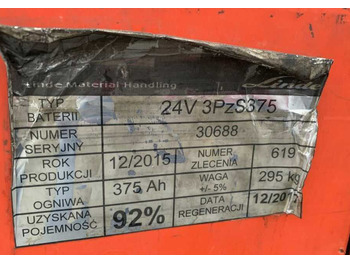 Linde Material Handling
TYP BATERII 24V 3PzS375
NUMER SERYJNY 30688
ROK PRODUKCJI 12/2015 NUMER ZLECENIA 619
TYP OGNIWA 375 Ah WAGA +/- 5% 295 kg
UZYSKANA POJEMNOŚĆ 92% DATA REGENERACJI